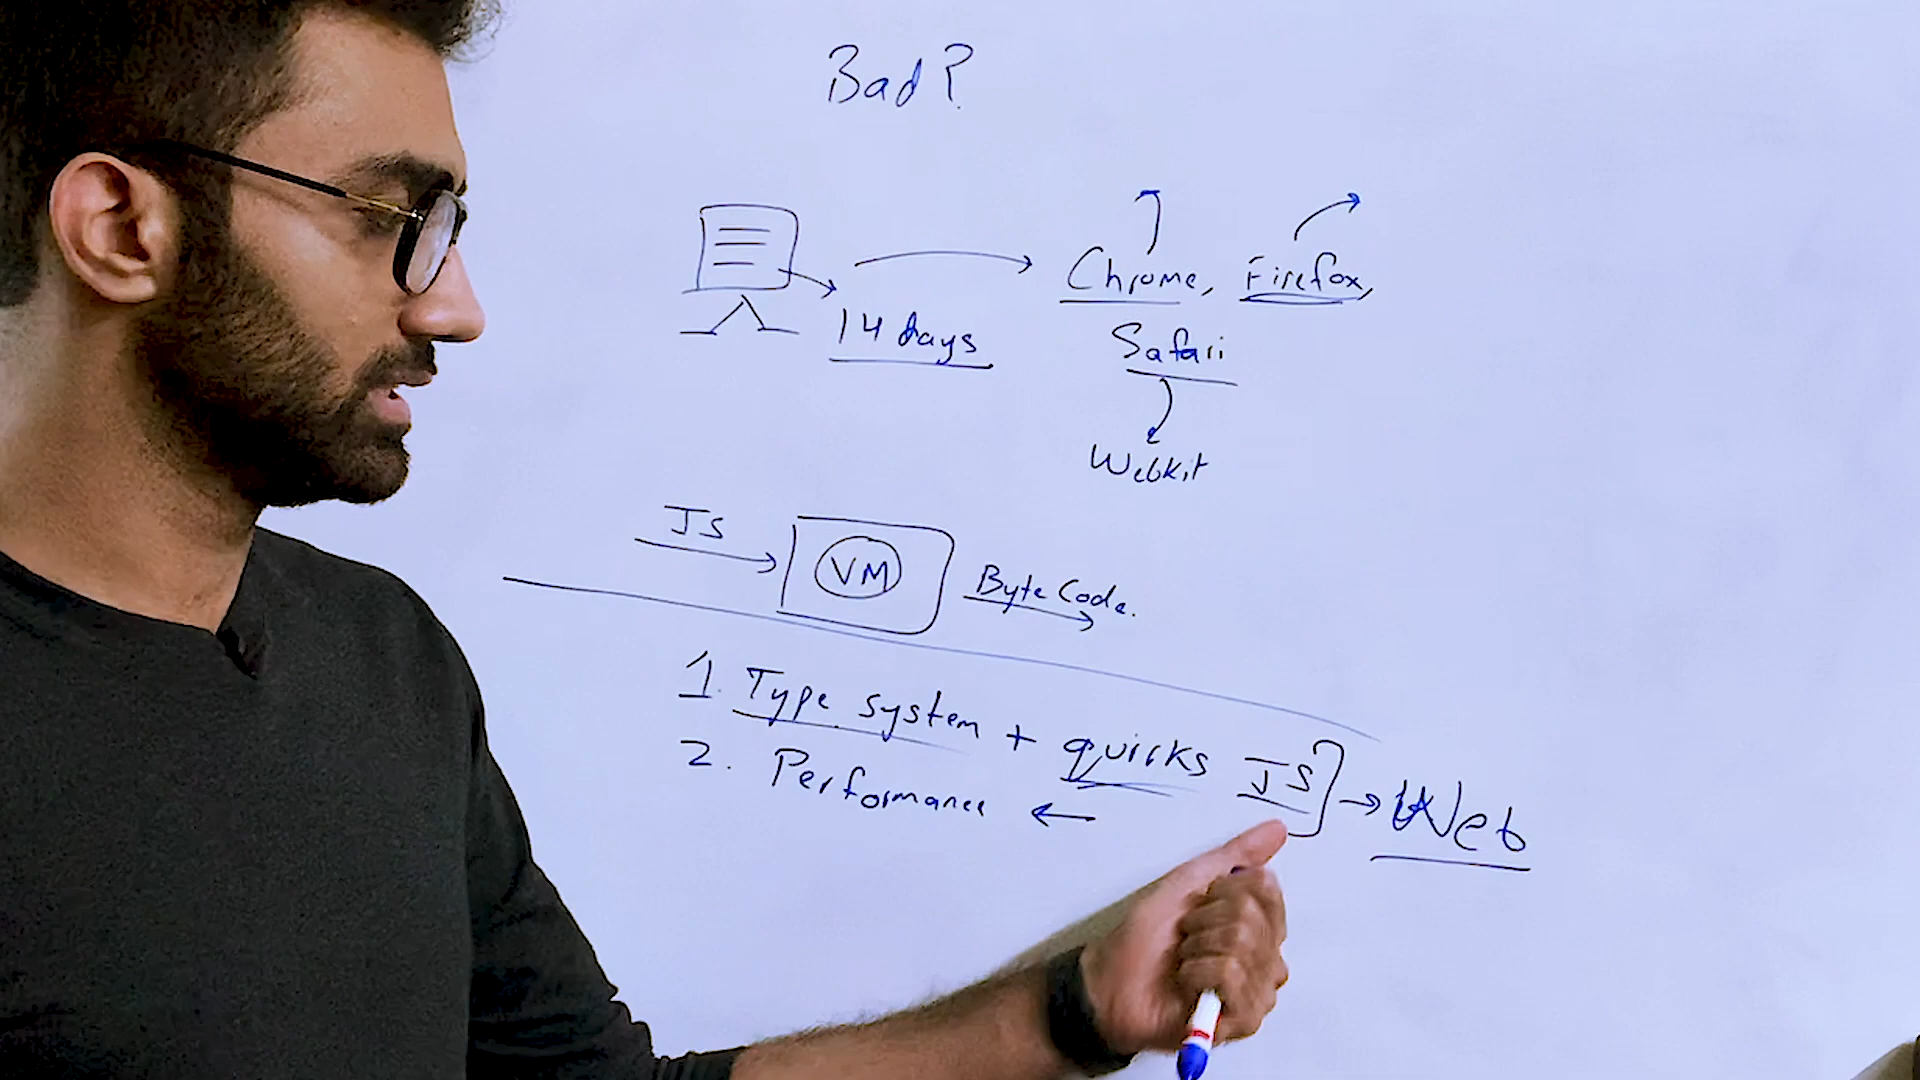 Bad?
Chrome, Firefox,
14 days
Safari
Webkit
JS
VM
Byte Code.
1. Type system + quirks JS
2. Performance
Web